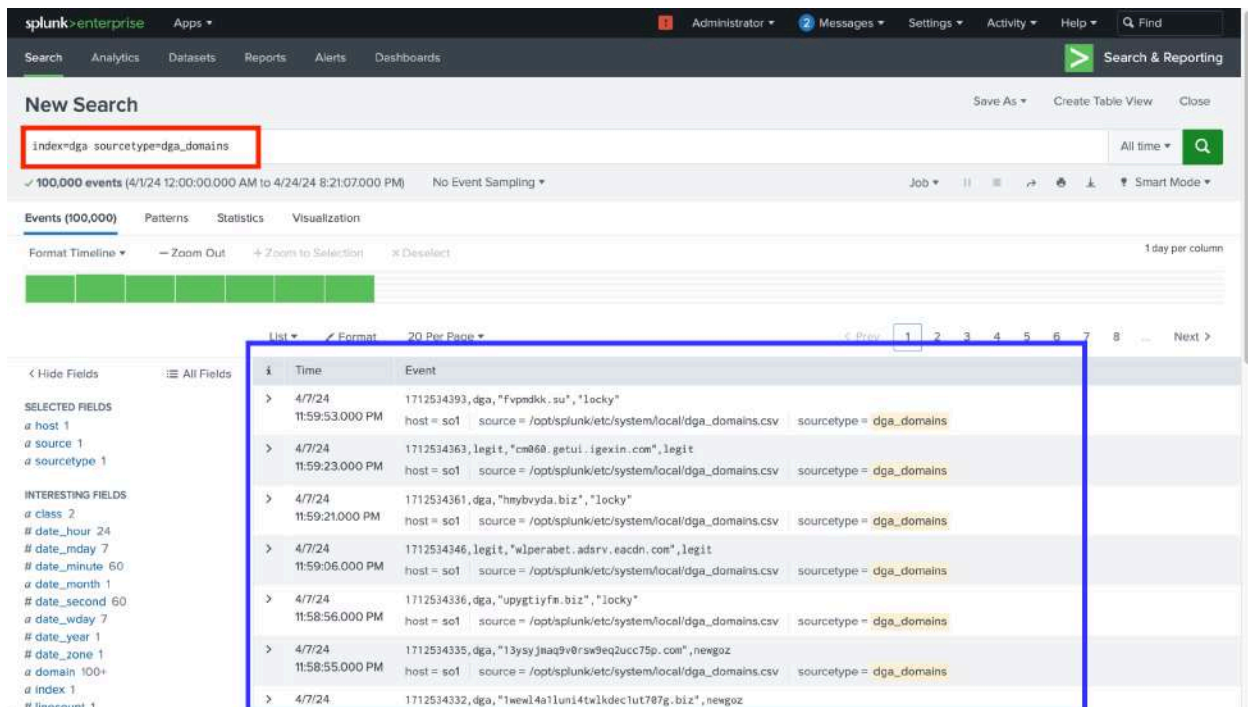 splunk>enterprise Apps ▾ Administrator ▾ 2 Messages ▾ Settings ▾ Activity ▾ Help ▾ Find
Search Analytics Datasets Reports Alerts Dashboards Search & Reporting
New Search Save As ▾ Create Table View Close
index=dga sourcetype=dga_domains All time ▾
✓ 100,000 events (4/1/24 12:00:00.000 AM to 4/24/24 8:21:07.000 PM) No Event Sampling ▾ Job ▾ Smart Mode ▾
Events (100,000) Patterns Statistics Visualization
Format Timeline ▾ — Zoom Out + Zoom to Selection × Deselect 1 day per column
List ▾ Format 20 Per Page ▾ < Prev 1 2 3 4 5 6 7 8 ... Next >
< Hide Fields All Fields
SELECTED FIELDS
a host 1
a source 1
a sourcetype 1
INTERESTING FIELDS
a class 2
# date_hour 24
# date_mday 7
# date_minute 60
a date_month 1
# date_second 60
a date_wday 7
# date_year 1
# date_zone 1
a domain 100+
a index 1
# linecount 1
i Time Event
> 4/7/24 1712534393,dga,"fvpmdkk.su","locky"
11:59:53.000 PM host = so1 source = /opt/splunk/etc/system/local/dga_domains.csv sourcetype = dga_domains
> 4/7/24 1712534363,legit,"cm060.getui.igexin.com",legit
11:59:23.000 PM host = so1 source = /opt/splunk/etc/system/local/dga_domains.csv sourcetype = dga_domains
> 4/7/24 1712534361,dga,"hmybvyda.biz","locky"
11:59:21.000 PM host = so1 source = /opt/splunk/etc/system/local/dga_domains.csv sourcetype = dga_domains
> 4/7/24 1712534346,legit,"wlperabet.adsrv.eacdn.com",legit
11:59:06.000 PM host = so1 source = /opt/splunk/etc/system/local/dga_domains.csv sourcetype = dga_domains
> 4/7/24 1712534336,dga,"upygtiyfm.biz","locky"
11:58:56.000 PM host = so1 source = /opt/splunk/etc/system/local/dga_domains.csv sourcetype = dga_domains
> 4/7/24 1712534335,dga,"13ysyjmaq9v0rsw9eq2ucc75p.com",newgoz
11:58:55.000 PM host = so1 source = /opt/splunk/etc/system/local/dga_domains.csv sourcetype = dga_domains
> 4/7/24 1712534332,dga,"1wewl4a1luni4twlkdec1ut707g.biz",newgoz